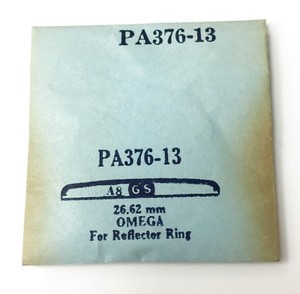 PA376-13
PA376-13
A8 GS
26.62 mm
OMEGA
For Reflector Ring